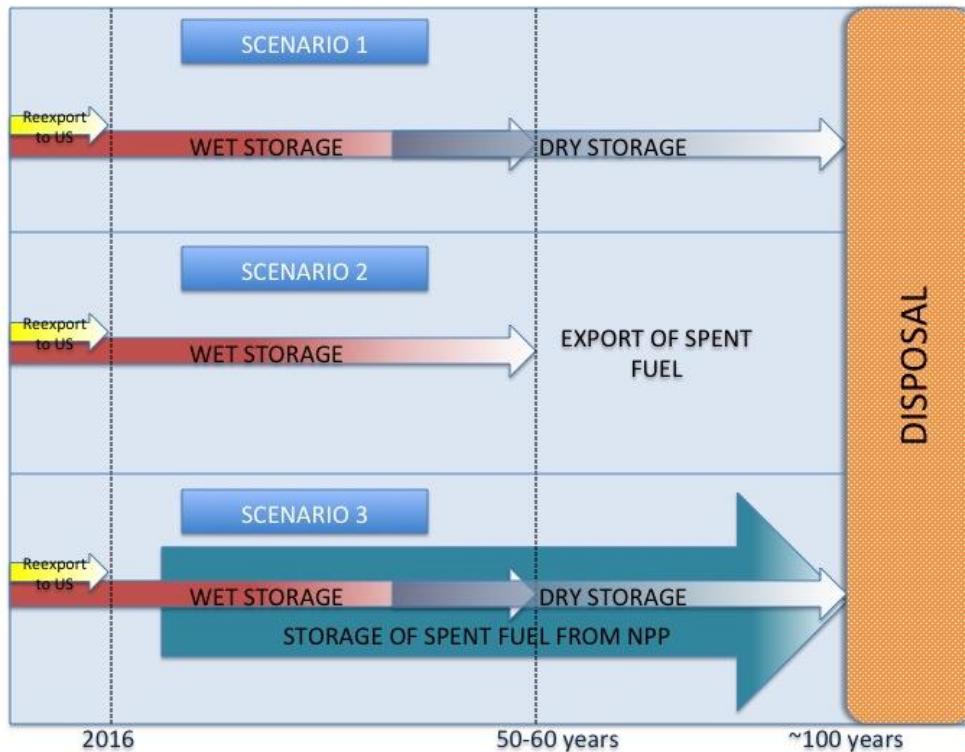 SCENARIO 1
Reexport
to US
WET STORAGE
DRY STORAGE
SCENARIO 2
Reexport
to US
WET STORAGE
EXPORT OF SPENT
FUEL
SCENARIO 3
Reexport
to US
WET STORAGE
DRY STORAGE
STORAGE OF SPENT FUEL FROM NPP
DISPOSAL
2016
50-60 years
~100 years